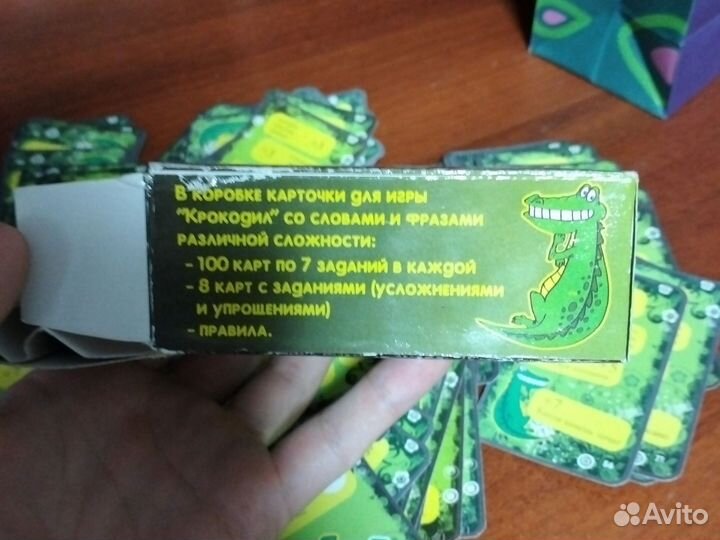 В коробке карточки для игры
"Крокодил" со словами и фразами
различной сложности:
- 100 карт по 7 заданий в каждой
- 8 карт с заданиями (усложнениями
и упрощениями)
- правила.
Avito